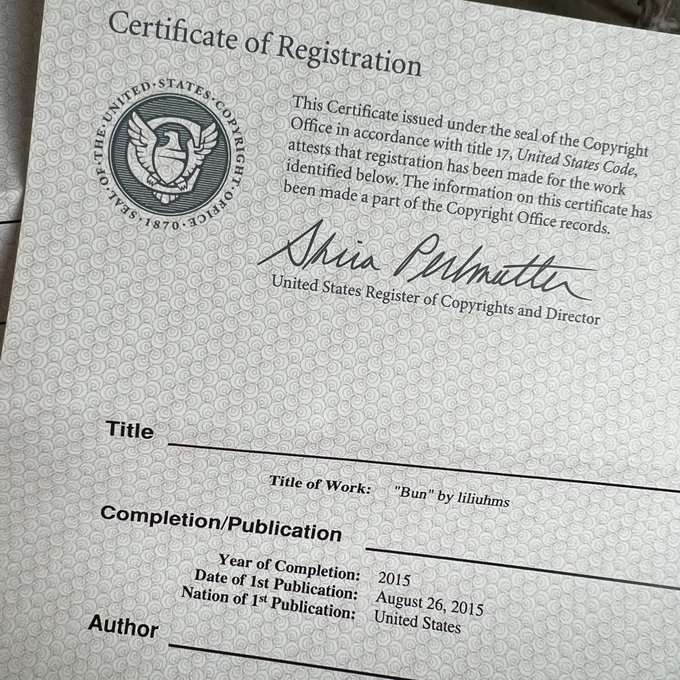 Certificate of Registration
SEAL·OF·THE·UNITED·STATES·COPYRIGHT·OFFICE·1870·
This Certificate issued under the seal of the Copyright
Office in accordance with title 17, United States Code,
attests that registration has been made for the work
identified below. The information on this certificate has
been made a part of the Copyright Office records.
Shira Perlmutter
United States Register of Copyrights and Director
Title
Title of Work: "Bun" by liliuhms
Completion/Publication
Year of Completion: 2015
Date of 1st Publication: August 26, 2015
Nation of 1st Publication: United States
Author